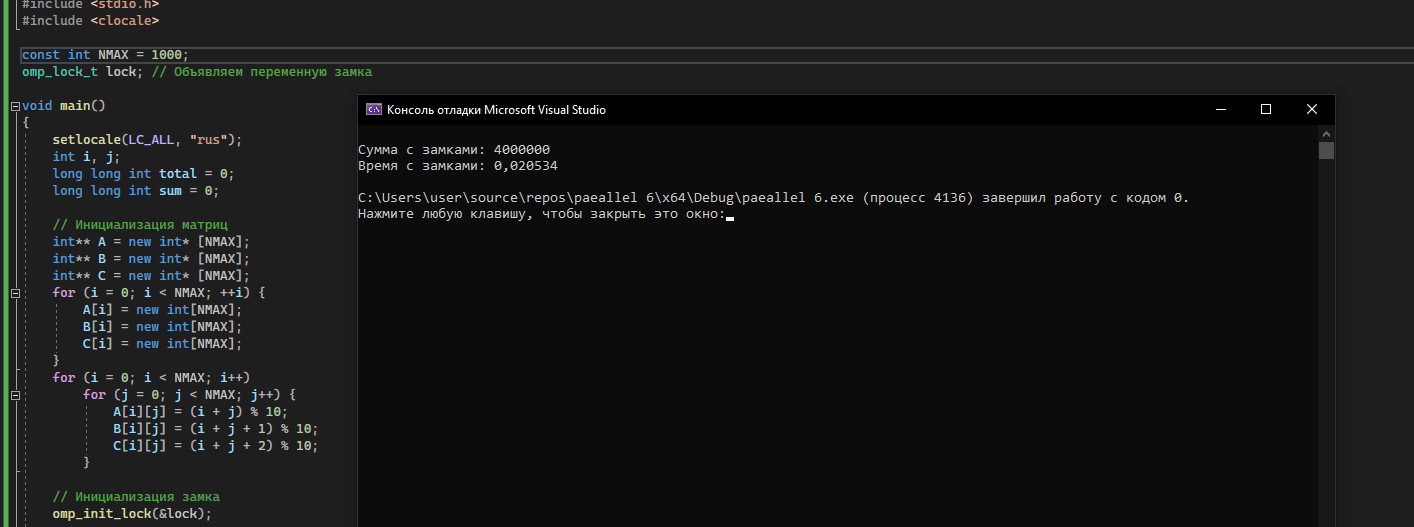 #include <stdio.h>
#include <clocale>
const int NMAX = 1000;
omp_lock_t lock; // Объявляем переменную замка
void main()
{
setlocale(LC_ALL, "rus");
int i, j;
long long int total = 0;
long long int sum = 0;
// Инициализация матриц
int** A = new int* [NMAX];
int** B = new int* [NMAX];
int** C = new int* [NMAX];
for (i = 0; i < NMAX; ++i) {
A[i] = new int[NMAX];
B[i] = new int[NMAX];
C[i] = new int[NMAX];
}
for (i = 0; i < NMAX; i++)
for (j = 0; j < NMAX; j++) {
A[i][j] = (i + j) % 10;
B[i][j] = (i + j + 1) % 10;
C[i][j] = (i + j + 2) % 10;
}
// Инициализация замка
omp_init_lock(&lock);
Консоль отладки Microsoft Visual Studio
Сумма с замками: 4000000
Время с замками: 0,020534
C:\Users\user\source\repos\paeallel 6\x64\Debug\paeallel 6.exe (процесс 4136) завершил работу с кодом 0.
Нажмите любую клавишу, чтобы закрыть это окно: